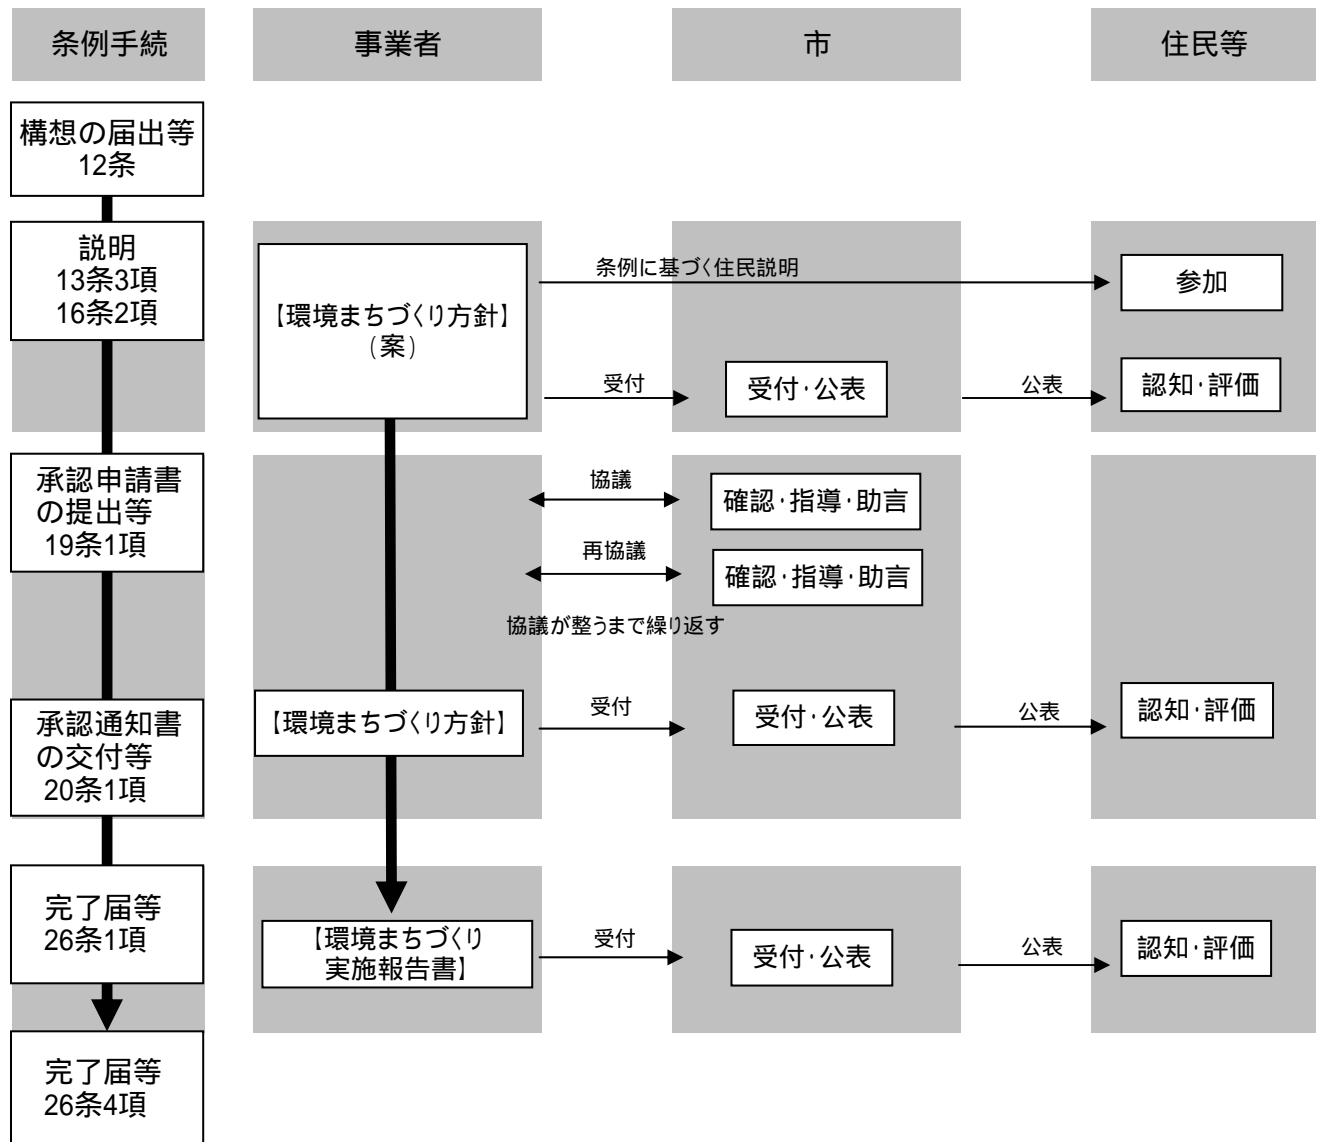 条例手続
事業者
市
住民等
構想の届出等
12条
説明
13条3項
16条2項
【環境まちづくり方針】
(案)
条例に基づく住民説明
参加
受付
受付・公表
公表
認知・評価
承認申請書
の提出等
19条1項
協議
確認・指導・助言
再協議
確認・指導・助言
協議が整うまで繰り返す
承認通知書
の交付等
20条1項
【環境まちづくり方針】
受付
受付・公表
公表
認知・評価
完了届等
26条1項
【環境まちづくり
実施報告書】
受付
受付・公表
公表
認知・評価
完了届等
26条4項